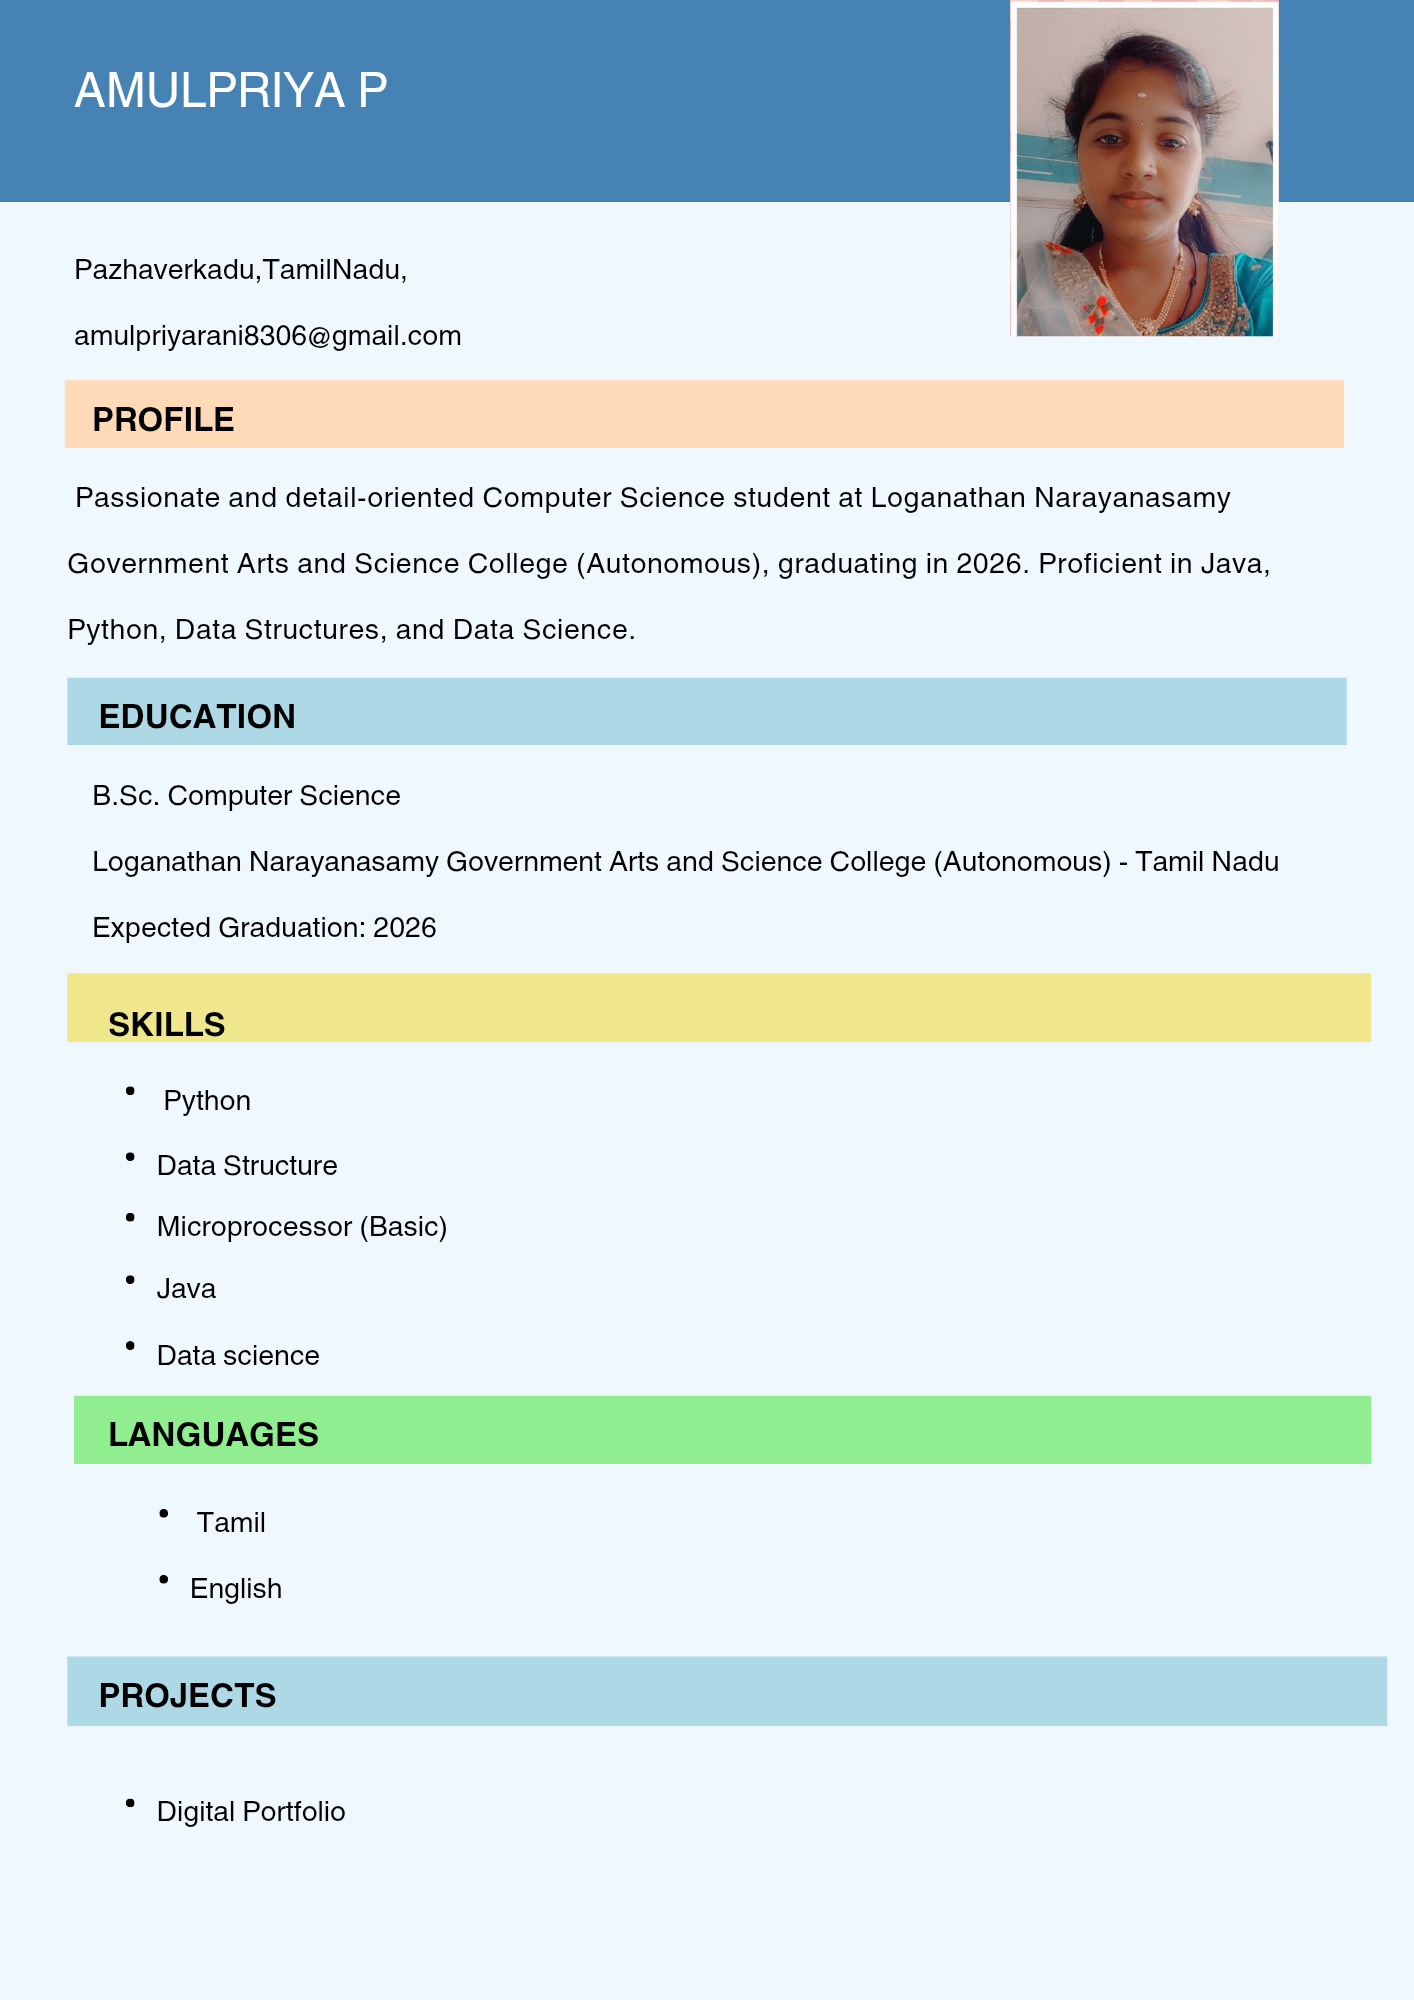 AMULPRIYA P
Pazhaverkadu,TamilNadu,
amulpriyarani8306@gmail.com
PROFILE
Passionate and detail-oriented Computer Science student at Loganathan Narayanasamy
Government Arts and Science College (Autonomous), graduating in 2026. Proficient in Java,
Python, Data Structures, and Data Science.
EDUCATION
B.Sc. Computer Science
Loganathan Narayanasamy Government Arts and Science College (Autonomous) - Tamil Nadu
Expected Graduation: 2026
SKILLS
• Python
• Data Structure
• Microprocessor (Basic)
• Java
• Data science
LANGUAGES
• Tamil
• English
PROJECTS
• Digital Portfolio